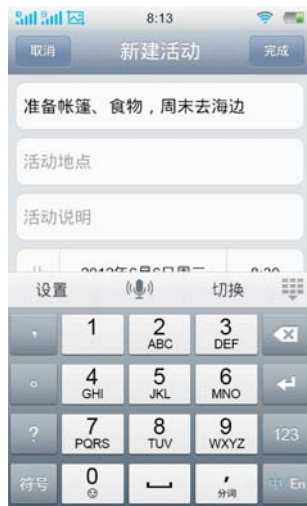 8:13
取消 新建活动 完成
准备帐篷、食物，周末去海边
活动地点
活动说明
设置 切换
， 1 2 ABC 3 DEF
。 4 GHI 5 JKL 6 MNO
? 7 PQRS 8 TUV 9 WXYZ 123
符号 0 ' 分词 中 En